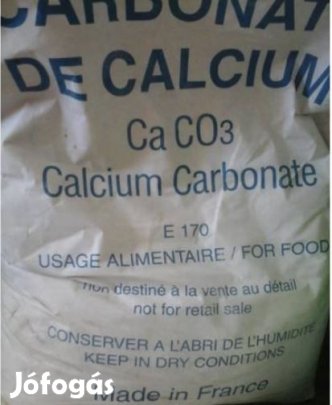 CARBONAT
DE CALCIUM
Ca CO3
Calcium Carbonate
E 170
USAGE ALIMENTAIRE / FOR FOOD
non destiné à la vente au détail
not for retail sale
CONSERVER A L'ABRI DE L'HUMIDITE
KEEP IN DRY CONDITIONS
Made in France
Jófogás